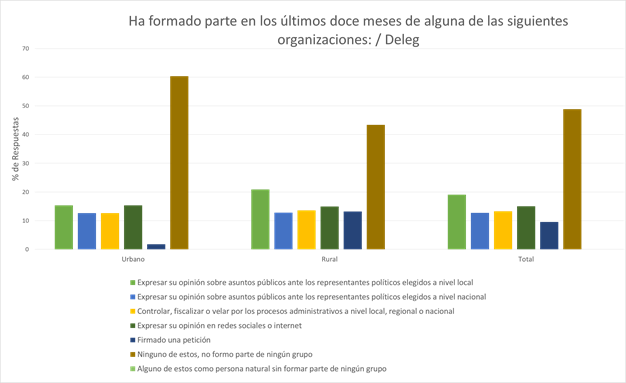 Ha formado parte en los últimos doce meses de alguna de las siguientes
organizaciones: / Deleg
70
60
50
40
30
20
10
0
% de Respuestas
Urbano Rural Total
Expresar su opinión sobre asuntos públicos ante los representantes políticos elegidos a nivel local
Expresar su opinión sobre asuntos públicos ante los representantes políticos elegidos a nivel nacional
Controlar, fiscalizar o velar por los procesos administrativos a nivel local, regional o nacional
Expresar su opinión en redes sociales o internet
Firmado una petición
Ninguno de estos, no formo parte de ningún grupo
Alguno de estos como persona natural sin formar parte de ningún grupo